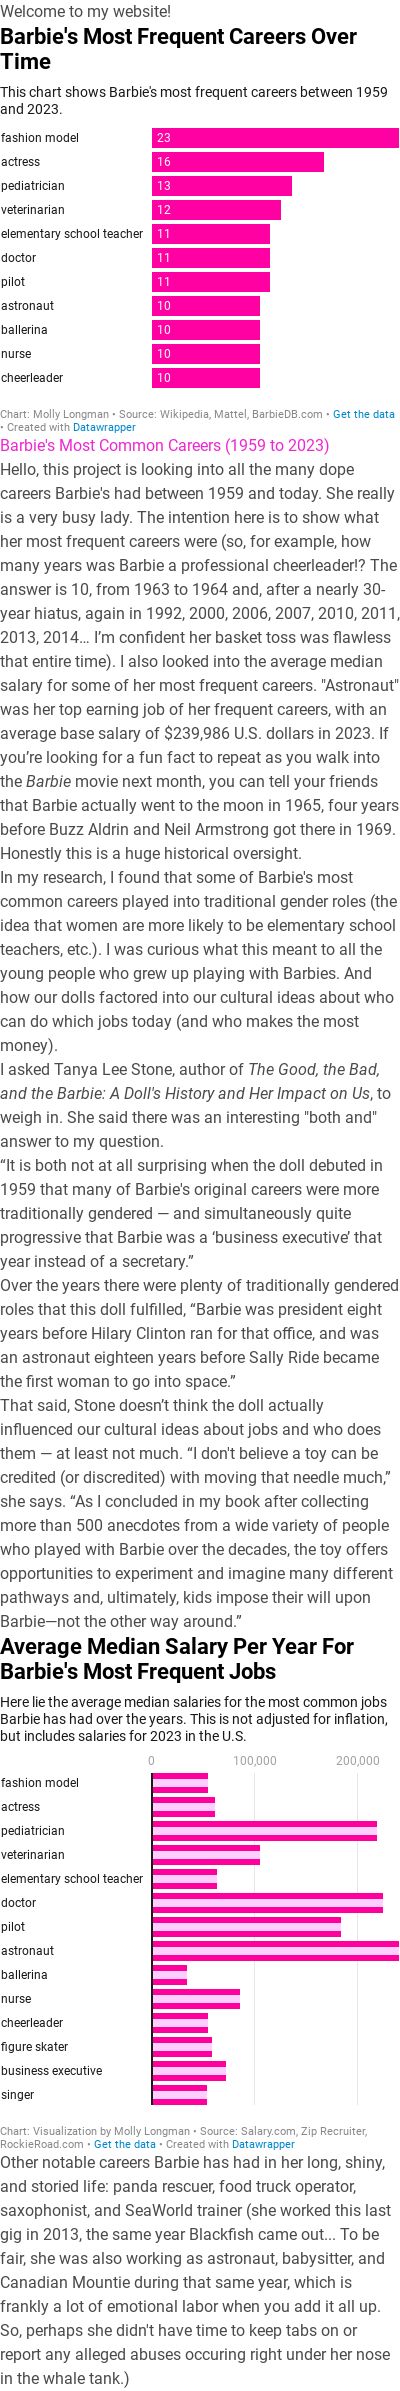 Welcome to my website!
Barbie's Most Frequent Careers Over
Time
This chart shows Barbie's most frequent careers between 1959
and 2023.
fashion model 23
actress 16
pediatrician 13
veterinarian 12
elementary school teacher 11
doctor 11
pilot 11
astronaut 10
ballerina 10
nurse 10
cheerleader 10
Chart: Molly Longman • Source: Wikipedia, Mattel, BarbieDB.com • Get the data
• Created with Datawrapper
Barbie's Most Common Careers (1959 to 2023)
Hello, this project is looking into all the many dope
careers Barbie's had between 1959 and today. She really
is a very busy lady. The intention here is to show what
her most frequent careers were (so, for example, how
many years was Barbie a professional cheerleader!? The
answer is 10, from 1963 to 1964 and, after a nearly 30-
year hiatus, again in 1992, 2000, 2006, 2007, 2010, 2011,
2013, 2014… I’m confident her basket toss was flawless
that entire time). I also looked into the average median
salary for some of her most frequent careers. "Astronaut"
was her top earning job of her frequent careers, with an
average base salary of $239,986 U.S. dollars in 2023. If
you’re looking for a fun fact to repeat as you walk into
the Barbie movie next month, you can tell your friends
that Barbie actually went to the moon in 1965, four years
before Buzz Aldrin and Neil Armstrong got there in 1969.
Honestly this is a huge historical oversight.
In my research, I found that some of Barbie's most
common careers played into traditional gender roles (the
idea that women are more likely to be elementary school
teachers, etc.). I was curious what this meant to all the
young people who grew up playing with Barbies. And
how our dolls factored into our cultural ideas about who
can do which jobs today (and who makes the most
money).
I asked Tanya Lee Stone, author of The Good, the Bad,
and the Barbie: A Doll's History and Her Impact on Us, to
weigh in. She said there was an interesting "both and"
answer to my question.
“It is both not at all surprising when the doll debuted in
1959 that many of Barbie's original careers were more
traditionally gendered — and simultaneously quite
progressive that Barbie was a ‘business executive’ that
year instead of a secretary.”
Over the years there were plenty of traditionally gendered
roles that this doll fulfilled, “Barbie was president eight
years before Hilary Clinton ran for that office, and was
an astronaut eighteen years before Sally Ride became
the first woman to go into space.”
That said, Stone doesn’t think the doll actually
influenced our cultural ideas about jobs and who does
them — at least not much. “I don't believe a toy can be
credited (or discredited) with moving that needle much,”
she says. “As I concluded in my book after collecting
more than 500 anecdotes from a wide variety of people
who played with Barbie over the decades, the toy offers
opportunities to experiment and imagine many different
pathways and, ultimately, kids impose their will upon
Barbie—not the other way around.”
Average Median Salary Per Year For
Barbie's Most Frequent Jobs
Here lie the average median salaries for the most common jobs
Barbie has had over the years. This is not adjusted for inflation,
but includes salaries for 2023 in the U.S.
0 100,000 200,000
fashion model
actress
pediatrician
veterinarian
elementary school teacher
doctor
pilot
astronaut
ballerina
nurse
cheerleader
figure skater
business executive
singer
Chart: Visualization by Molly Longman • Source: Salary.com, Zip Recruiter,
RockieRoad.com • Get the data • Created with Datawrapper
Other notable careers Barbie has had in her long, shiny,
and storied life: panda rescuer, food truck operator,
saxophonist, and SeaWorld trainer (she worked this last
gig in 2013, the same year Blackfish came out... To be
fair, she was also working as astronaut, babysitter, and
Canadian Mountie during that same year, which is
frankly a lot of emotional labor when you add it all up.
So, perhaps she didn't have time to keep tabs on or
report any alleged abuses occuring right under her nose
in the whale tank.)